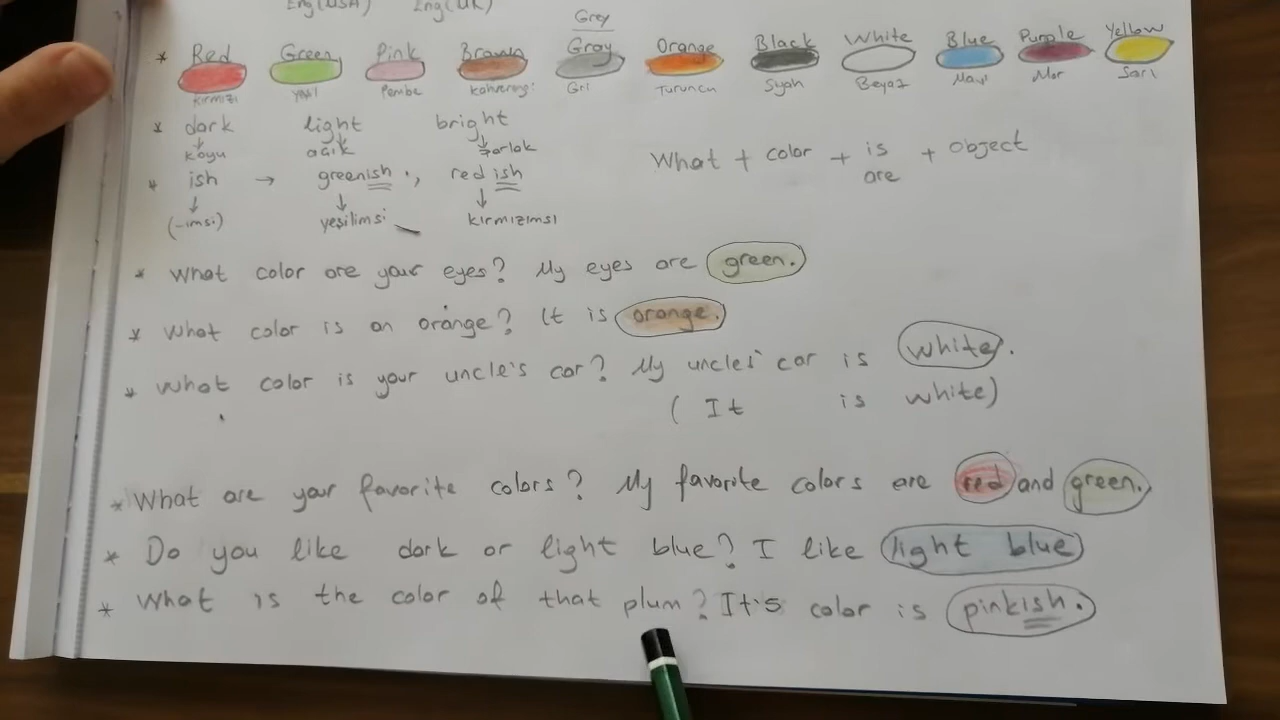 Eng(USA) Eng(UK)
Grey
* Red Green Pink Brown Gray Orange Black White Blue Purple Yellow
Kırmızı Yeşil Pembe Kahverengi Gri Turuncu Siyah Beyaz Mavi Mor Sarı
* dark light bright
Koyu açık Parlak
What + color + is + object
are
* ish → greenish ., reddish
(-imsi) yeşilimsi kırmızımsı
* What color are your eyes? My eyes are green.
* What color is an orange? It is orange.
* What color is your uncle's car? My uncles' car is white.
( It is white)
* What are your favorite colors? My favorite colors are red and green.
* Do you like dark or light blue? I like light blue
* What is the color of that plum? It's color is pinkish.